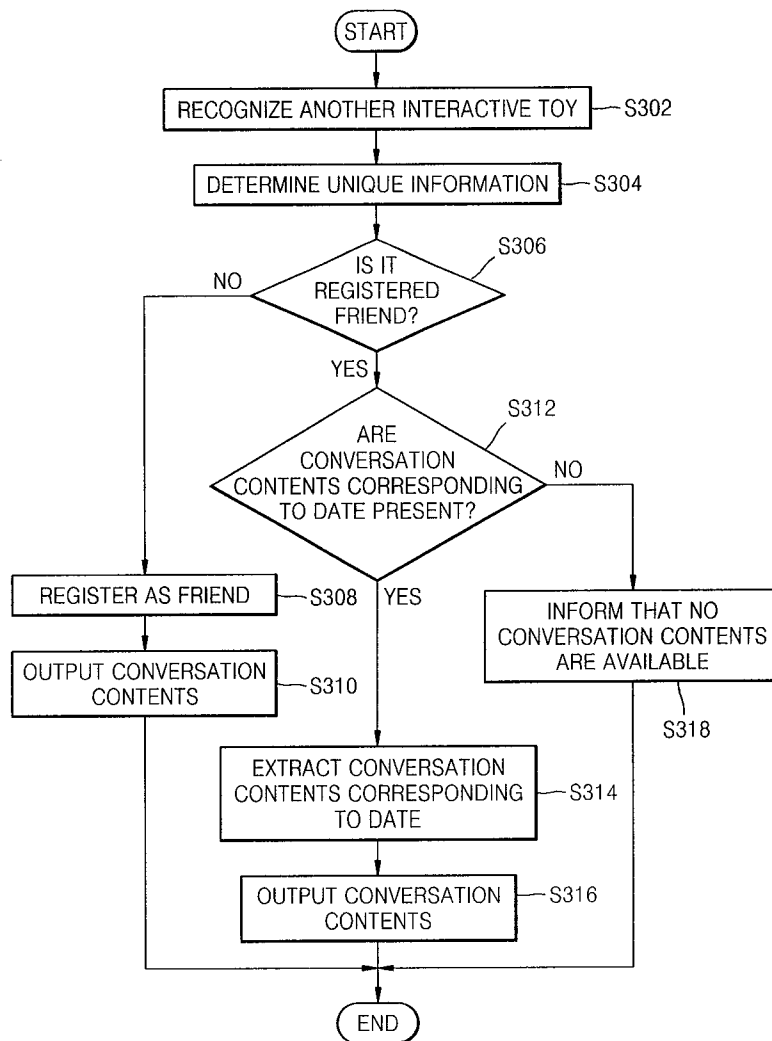 START
RECOGNIZE ANOTHER INTERACTIVE TOY
S302
DETERMINE UNIQUE INFORMATION
S304
S306
IS IT
REGISTERED
FRIEND?
NO
YES
S312
ARE
CONVERSATION
CONTENTS CORRESPONDING
TO DATE PRESENT?
NO
YES
REGISTER AS FRIEND
S308
OUTPUT CONVERSATION
CONTENTS
S310
INFORM THAT NO
CONVERSATION CONTENTS
ARE AVAILABLE
S318
EXTRACT CONVERSATION
CONTENTS CORRESPONDING
TO DATE
S314
OUTPUT CONVERSATION
CONTENTS
S316
END